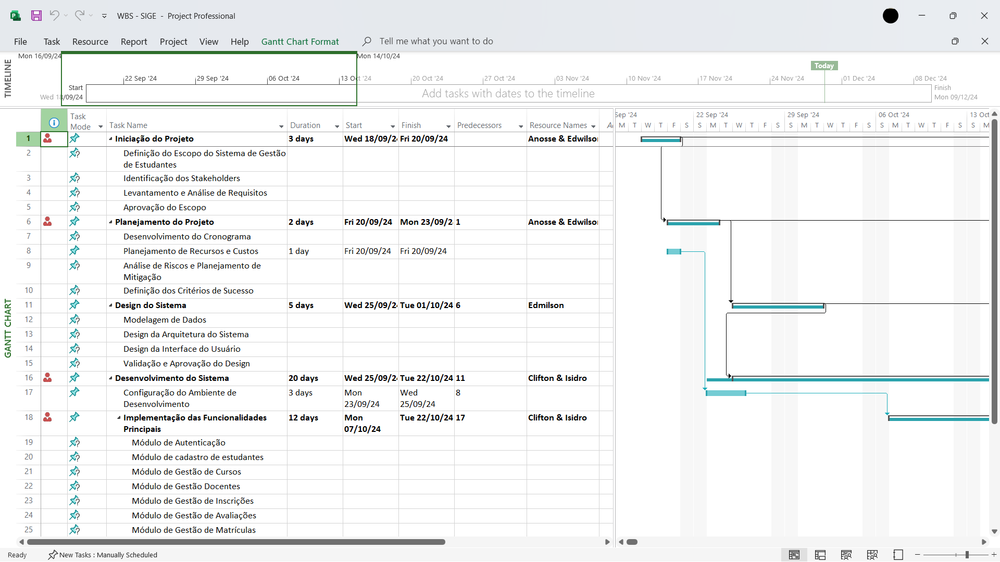 WBS - SIGE - Project Professional
File Task Resource Report Project View Help Gantt Chart Format Tell me what you want to do
TIMELINE
Mon 16/09/24 Mon 14/10/24
Today
22 Sep '24 29 Sep '24 06 Oct '24 13 Oct '24 20 Oct '24 27 Oct '24 03 Nov '24 10 Nov '24 17 Nov '24 24 Nov '24 01 Dec '24 08 Dec '24
Start
Wed 18/09/24
Add tasks with dates to the timeline
Finish
Mon 09/12/24
GANTT CHART
Task Mode Task Name Duration Start Finish Predecessors Resource Names
Sep '24 22 Sep '24 29 Sep '24 06 Oct '24 13 Oct
M T W T F S S M T W T F S S M T W T F S S M T W T F S S M
1 Iniciação do Projeto 3 days Wed 18/09/24 Fri 20/09/24 Anosse & Edwilson
2 Definição do Escopo do Sistema de Gestão
de Estudantes
3 Identificação dos Stakeholders
4 Levantamento e Análise de Requisitos
5 Aprovação do Escopo
6 Planejamento do Projeto 2 days Fri 20/09/24 Mon 23/09/24 1 Anosse & Edwilson
7 Desenvolvimento do Cronograma
8 Planejamento de Recursos e Custos 1 day Fri 20/09/24 Fri 20/09/24
9 Análise de Riscos e Planejamento de
Mitigação
10 Definição dos Critérios de Sucesso
11 Design do Sistema 5 days Wed 25/09/24 Tue 01/10/24 6 Edmilson
12 Modelagem de Dados
13 Design da Arquitetura do Sistema
14 Design da Interface do Usuário
15 Validação e Aprovação do Design
16 Desenvolvimento do Sistema 20 days Wed 25/09/24 Tue 22/10/24 11 Clifton & Isidro
17 Configuração do Ambiente de 3 days Mon Wed 8
Desenvolvimento 23/09/24 25/09/24
18 Implementação das Funcionalidades 12 days Mon Tue 22/10/24 17 Clifton & Isidro
Principais 07/10/24
19 Módulo de Autenticação
20 Módulo de cadastro de estudantes
21 Módulo de Gestão de Cursos
22 Módulo de Gestão Docentes
23 Módulo de Gestão de Inscrições
24 Módulo de Gestão de Avaliações
25 Módulo de Gestão de Matrículas
Ready New Tasks : Manually Scheduled